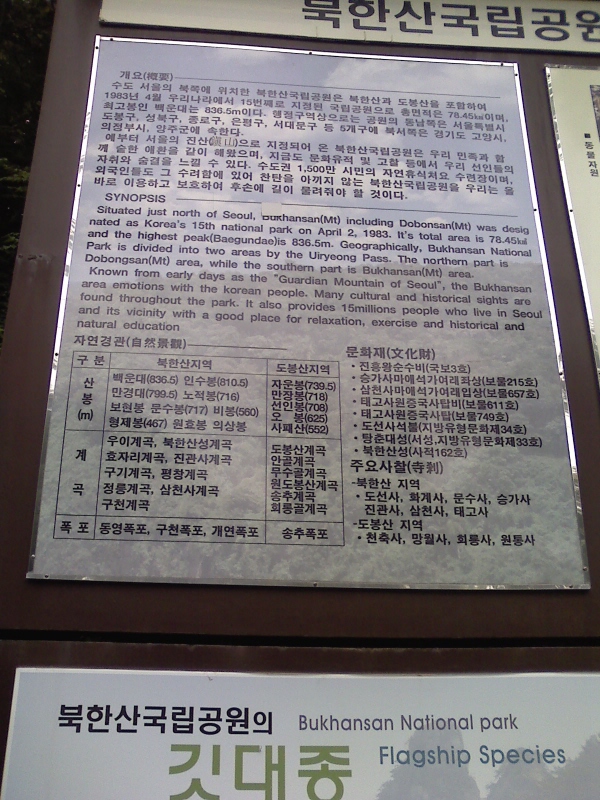 북한산국립공원
개요(概要)
수도 서울의 북쪽에 위치한 북한산국립공원은 북한산과 도봉산을 포함하여
1983년 4월 우리나라에서 15번째로 지정된 국립공원으로 총면적은 78.45㎢이며,
최고봉인 백운대는 836.5m이다. 행정구역상으로는 공원의 동남쪽은 서울특별시
도봉구, 성북구, 종로구, 은평구, 서대문구 등 5개구에 북서쪽은 경기도 고양시,
의정부시, 양주군에 속한다.
예부터 서울의 진산(鎭山)으로 지정되어 온 북한산국립공원은 우리 민족과 함
께 숱한 애환을 같이 해왔으며, 지금도 문화유적 및 고찰 등에서 우리 선인들의
자취와 숨결을 느낄 수 있다. 수도권 1,500만 시민의 자연휴식처요 수련장이며,
외국인들도 그 수려함에 있어 찬탄을 아끼지 않는 북한산국립공원을 우리는 올
바로 이용하고 보호하여 후손에 길이 물려줘야 할 것이다.
SYNOPSIS
Situated just north of Seoul, Bukhansan(Mt) including Dobonsan(Mt) was desig
nated as Korea's 15th national park on April 2, 1983. It's total area is 78.45㎢
and the highest peak(Baegundae)is 836.5m. Geographically, Bukhansan National
Park is divided into two areas by the Uiryeong Pass. The northern part is
Dobongsan(Mt) area, while the southern part is Bukhansan(Mt) area.
Known from early days as the "Guardian Mountain of Seoul", the Bukhansan
area emotions with the korean people. Many cultural and historical sights are
found throughout the park. It also provides 15millions people who live in Seoul
and its vicinity with a good place for relaxation, exercise and historical and
natural education
자연경관(自然景觀)
구 분 북한산지역 도봉산지역
산봉(m)
백운대(836.5) 인수봉(810.5)
만경대(799.5) 노적봉(716)
보현봉 문수봉(717) 비봉(560)
형제봉(467) 원효봉 의상봉
자운봉(739.5)
만장봉(718)
선인봉(708)
오 봉(625)
사패산(552)
계곡
우이계곡, 북한산성계곡
효자리계곡, 진관사계곡
구기계곡, 평창계곡
정릉계곡, 삼천사계곡
구천계곡
도봉산계곡
안골계곡
무수골계곡
원도봉산계곡
송추계곡
회룡골계곡
폭 포 동영폭포, 구천폭포, 개연폭포 송추폭포
문화재(文化財)
· 진흥왕순수비(국보3호)
· 승가사마애석가여래좌상(보물215호)
· 삼천사마애석가여래입상(보물657호)
· 태고사원증국사탑비(보물611호)
· 태고사원증국사탑(보물749호)
· 도선사석불(지방유형문화재34호)
· 탕춘대성(서성,지방유형문화재33호)
· 북한산성(사적162호)
주요사찰(寺刹)
-북한산 지역
· 도선사, 화계사, 문수사, 승가사
진관사, 삼천사, 태고사
-도봉산 지역
· 천축사, 망월사, 회룡사, 원통사
■ 동물
자원
북한산국립공원의 Bukhansan National park
깃대종 Flagship Species